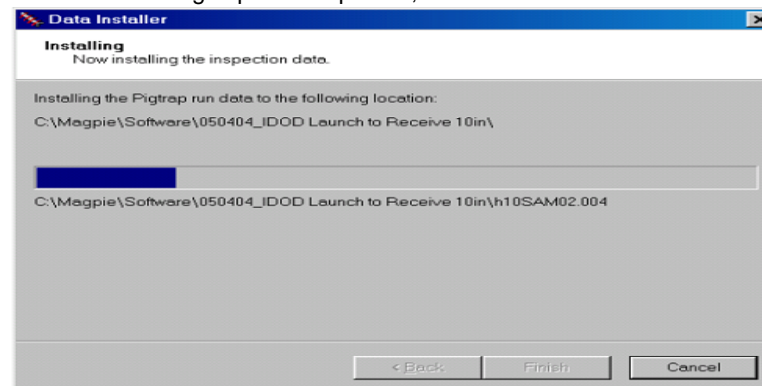 Data Installer
Installing
Now installing the inspection data.
Installing the Pigtrap run data to the following location:
C:\Magpie\Software\050404_IDOD Launch to Receive 10in\
C:\Magpie\Software\050404_IDOD Launch to Receive 10in\h10SAM02.004
< Back Finish Cancel